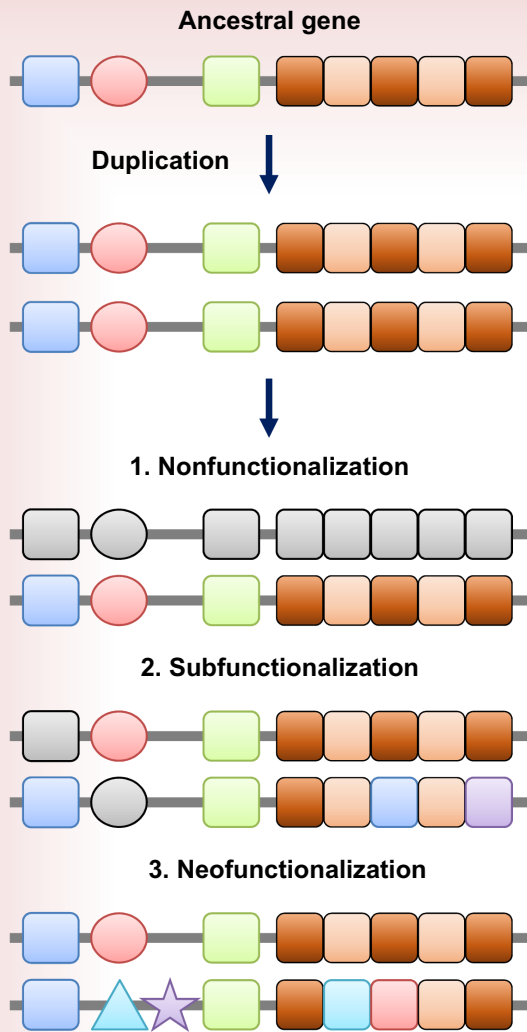 Ancestral gene
Duplication
1. Nonfunctionalization
2. Subfunctionalization
3. Neofunctionalization